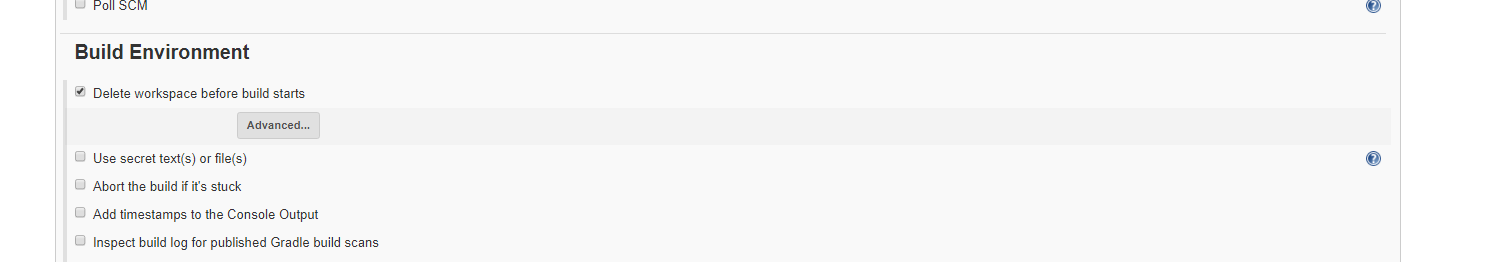 Poll SCM
Build Environment
Delete workspace before build starts
Advanced...
Use secret text(s) or file(s)
Abort the build if it's stuck
Add timestamps to the Console Output
Inspect build log for published Gradle build scans